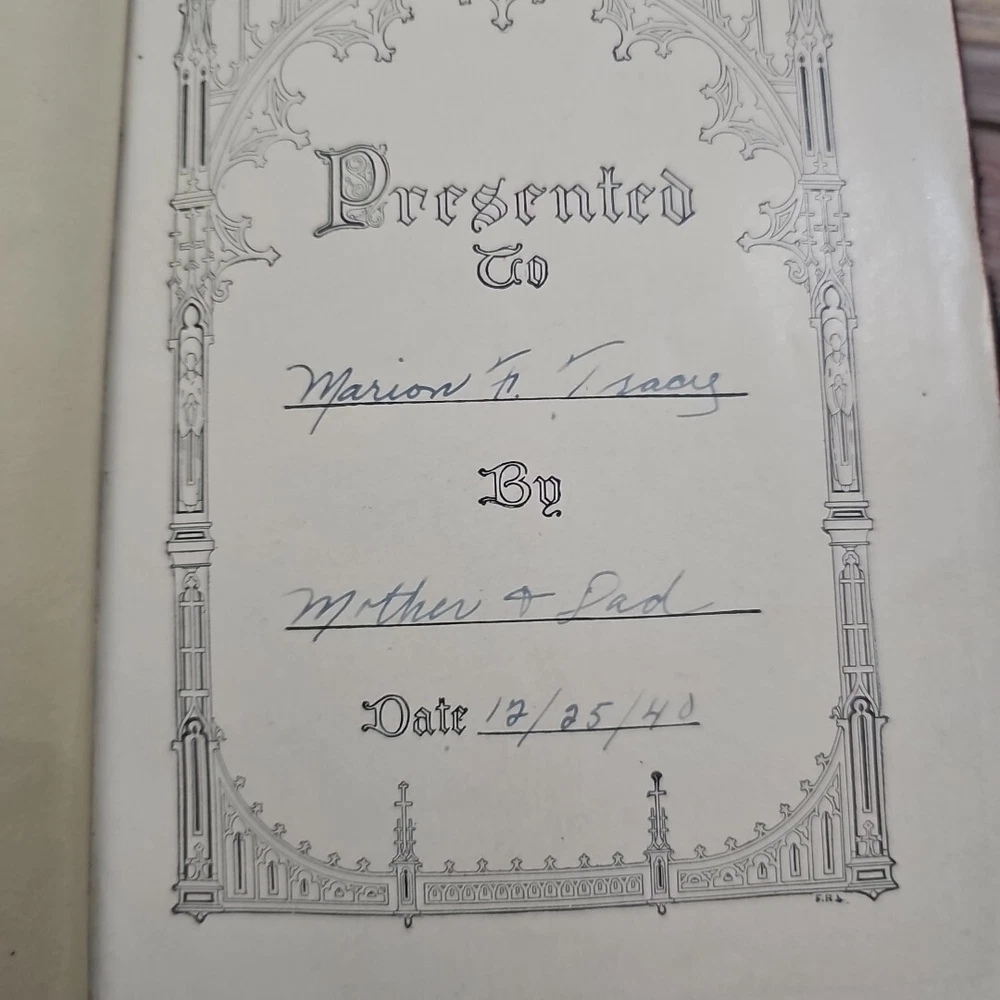 Presented
To
Marion F. Tracy
By
Mother & Dad
Date 12/25/40